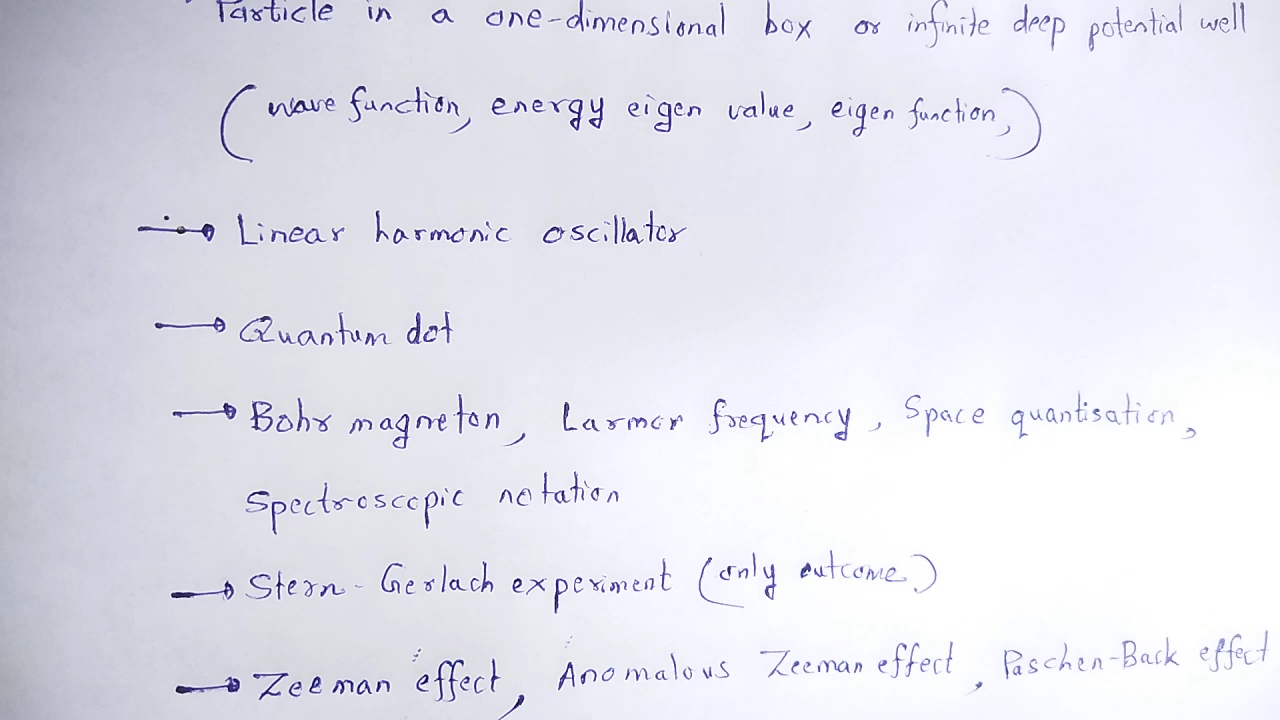 Particle in a one-dimensional box or infinite deep potential well
(wave function, energy eigen value, eigen function,)
Linear harmonic oscillator
Quantum dot
Bohr magneton, Larmor frequency, Space quantisation,
Spectroscopic notation
Stern-Gerlach experiment (only outcome)
Zeeman effect, Anomalous Zeeman effect, Paschen-Back effect